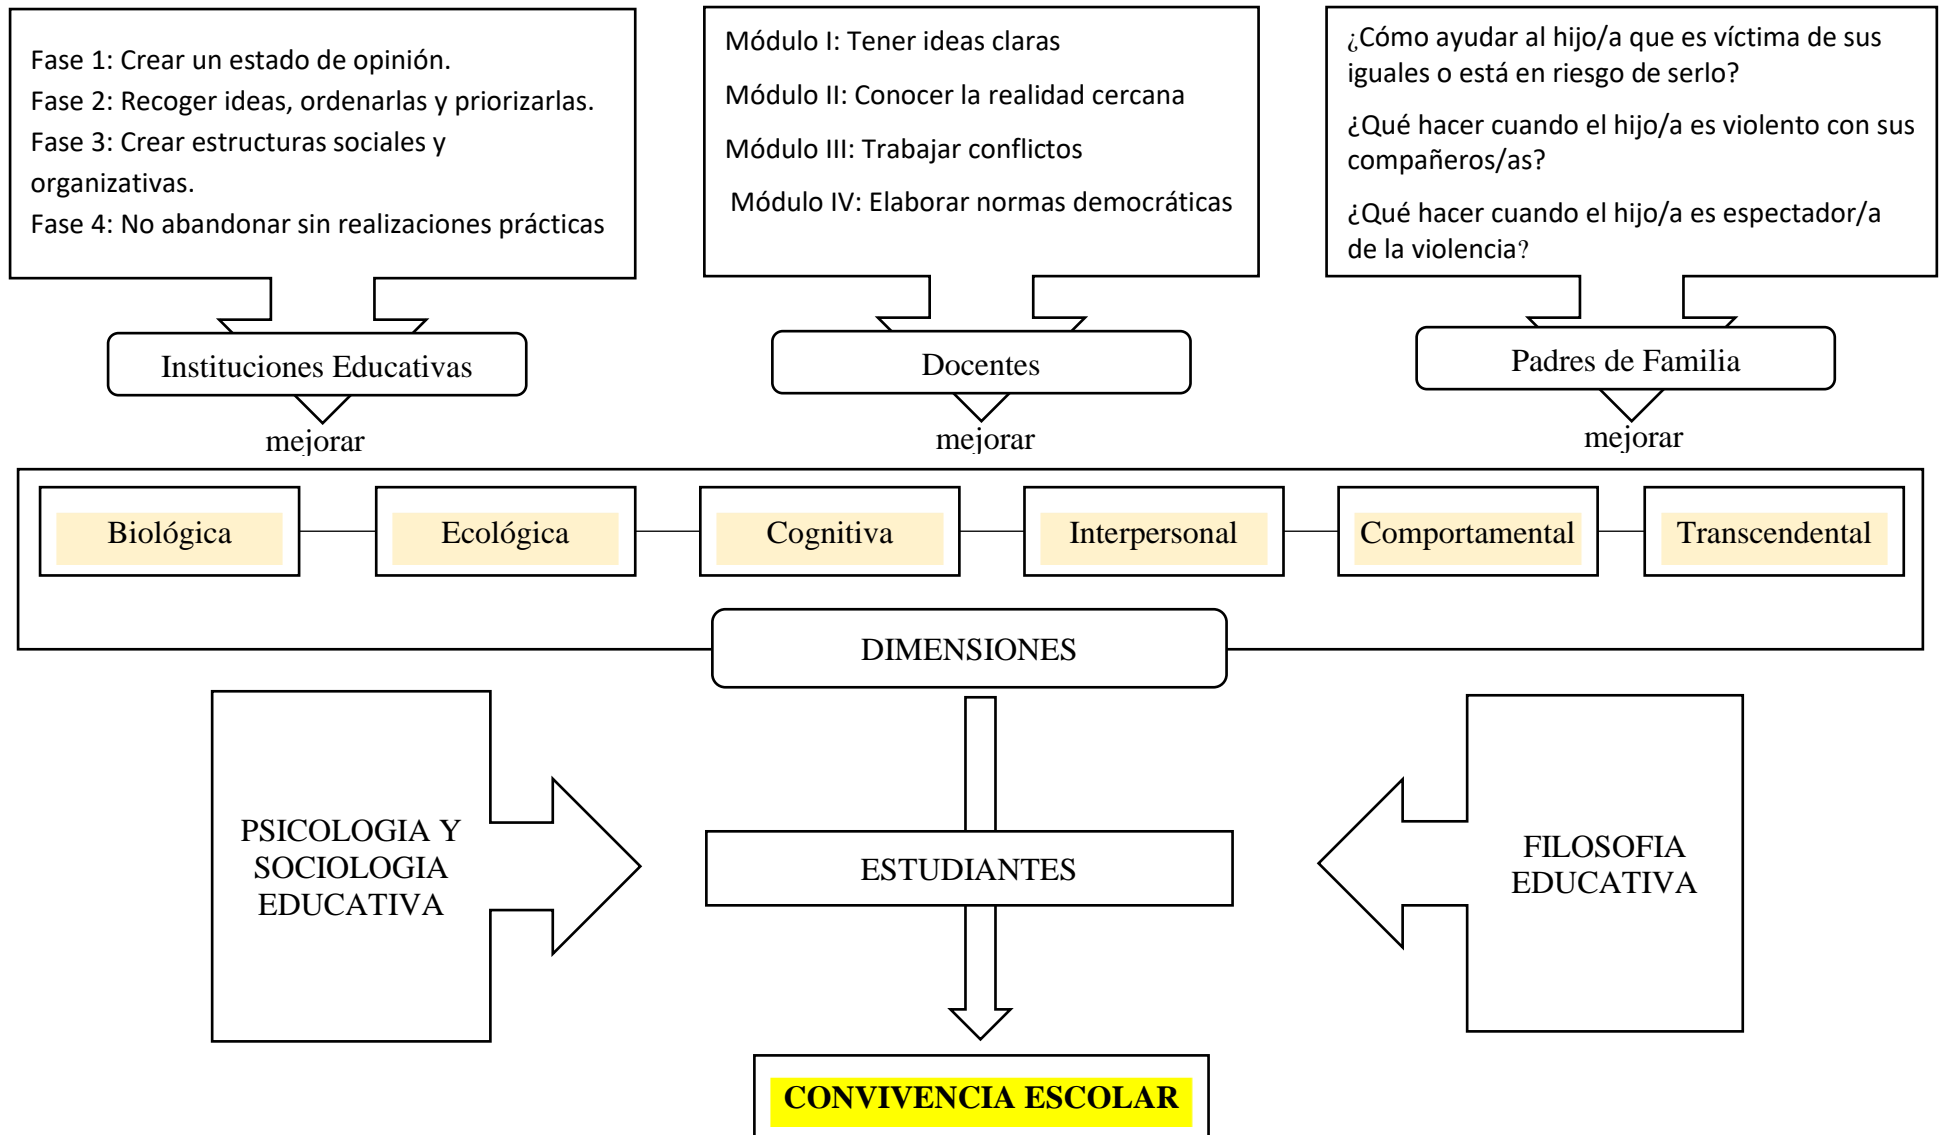 Fase 1: Crear un estado de opinión.
Fase 2: Recoger ideas, ordenarlas y priorizarlas.
Fase 3: Crear estructuras sociales y
organizativas.
Fase 4: No abandonar sin realizaciones prácticas
Módulo I: Tener ideas claras
Módulo II: Conocer la realidad cercana
Módulo III: Trabajar conflictos
Módulo IV: Elaborar normas democráticas
¿Cómo ayudar al hijo/a que es víctima de sus
iguales o está en riesgo de serlo?
¿Qué hacer cuando el hijo/a es violento con sus
compañeros/as?
¿Qué hacer cuando el hijo/a es espectador/a
de la violencia?
Instituciones Educativas
Docentes
Padres de Familia
mejorar
mejorar
mejorar
Biológica
Ecológica
Cognitiva
Interpersonal
Comportamental
Transcendental
DIMENSIONES
PSICOLOGIA Y
SOCIOLOGIA
EDUCATIVA
ESTUDIANTES
FILOSOFIA
EDUCATIVA
CONVIVENCIA ESCOLAR